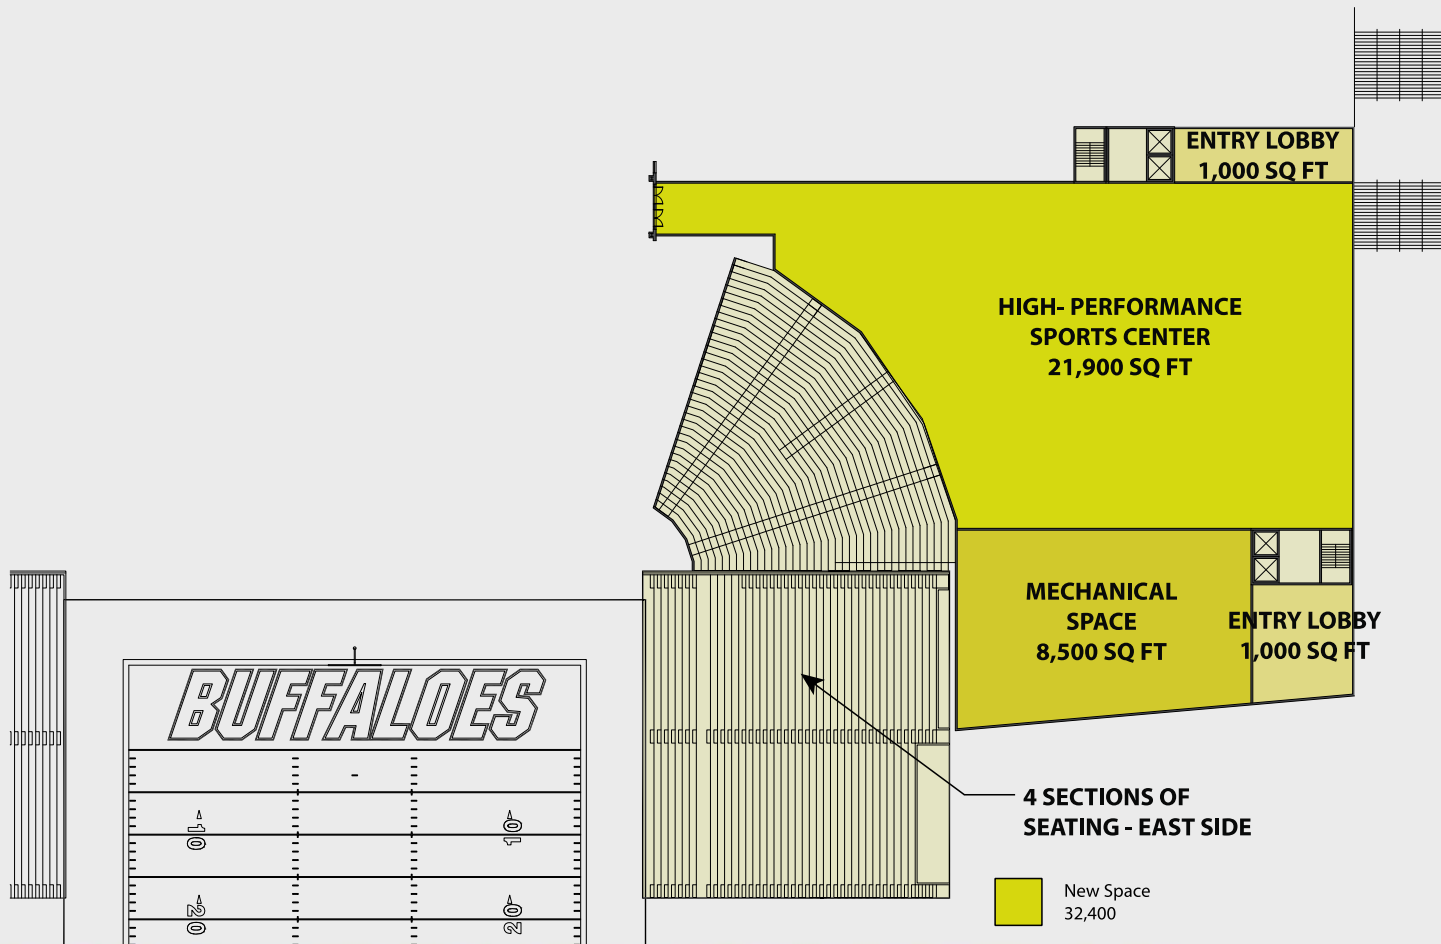 ENTRY LOBBY
1,000 SQ FT
HIGH- PERFORMANCE
SPORTS CENTER
21,900 SQ FT
MECHANICAL
SPACE
8,500 SQ FT
ENTRY LOBBY
1,000 SQ FT
BUFFALOES
10
10
20
20
4 SECTIONS OF
SEATING - EAST SIDE
New Space
32,400